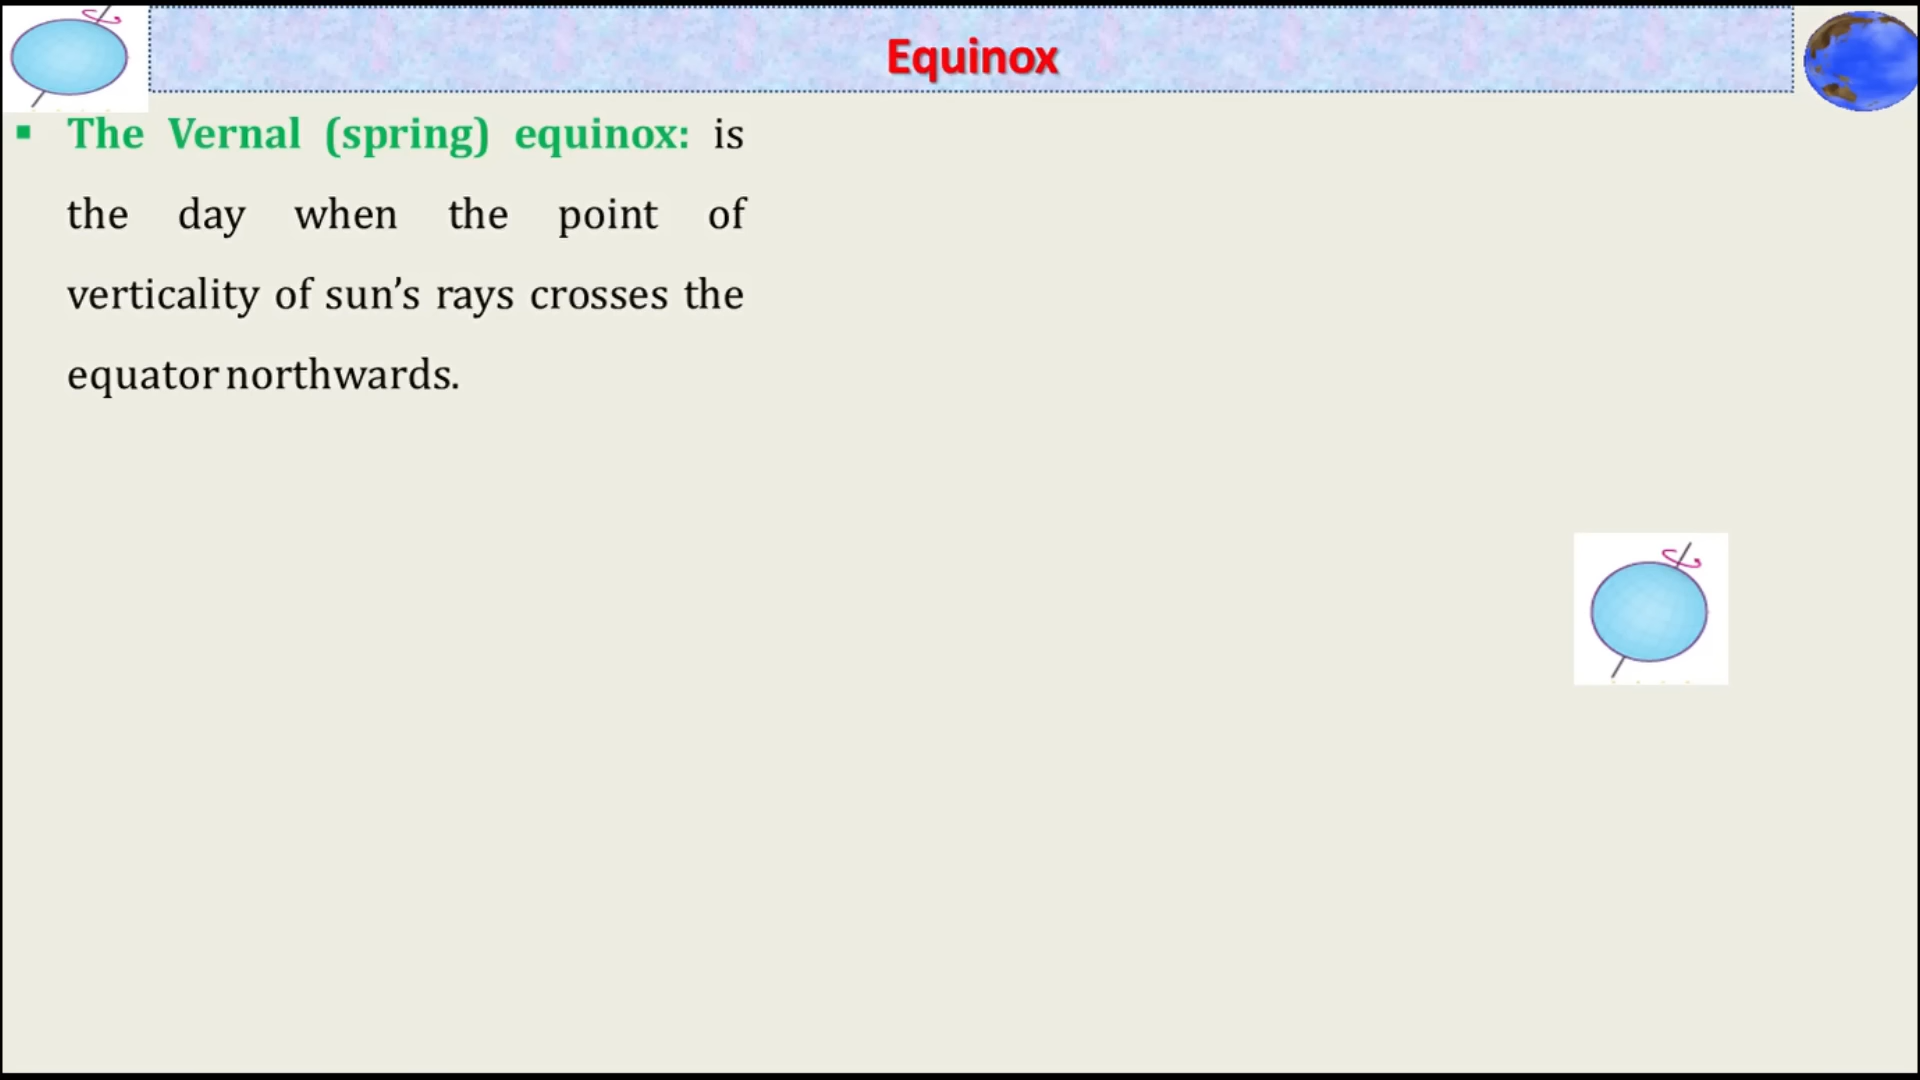 Equinox
▪ The Vernal (spring) equinox: is
the day when the point of
verticality of sun’s rays crosses the
equator northwards.